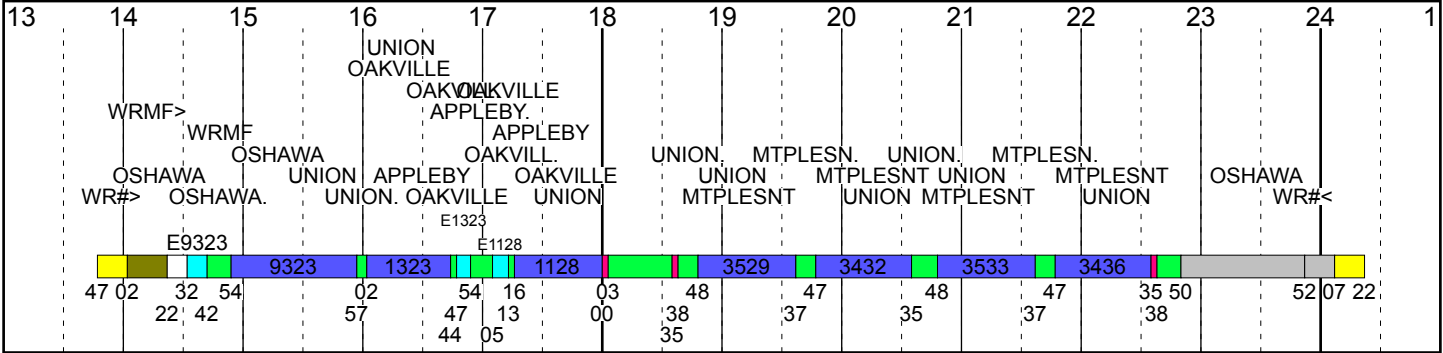 13 14 15 16 17 18 19 20 21 22 23 24 1
UNION
OAKVILLE
OAKVILL. OAKVILLE
WRMF> APPLEBY.
WRMF APPLEBY
OSHAWA OAKVILL. UNION. MTPLESN. UNION. MTPLESN.
OSHAWA UNION APPLEBY OAKVILLE UNION MTPLESNT UNION MTPLESNT OSHAWA
WR#> OSHAWA. UNION. OAKVILLE UNION MTPLESNT UNION MTPLESNT UNION WR#<
E1323
E9323 E1128
9323 1323 1128 3529 3432 3533 3436
47 02 32 54 02 54 16 03 48 47 48 47 35 50 52 07 22
22 42 57 47 13 00 38 37 35 37 38
44 05 35